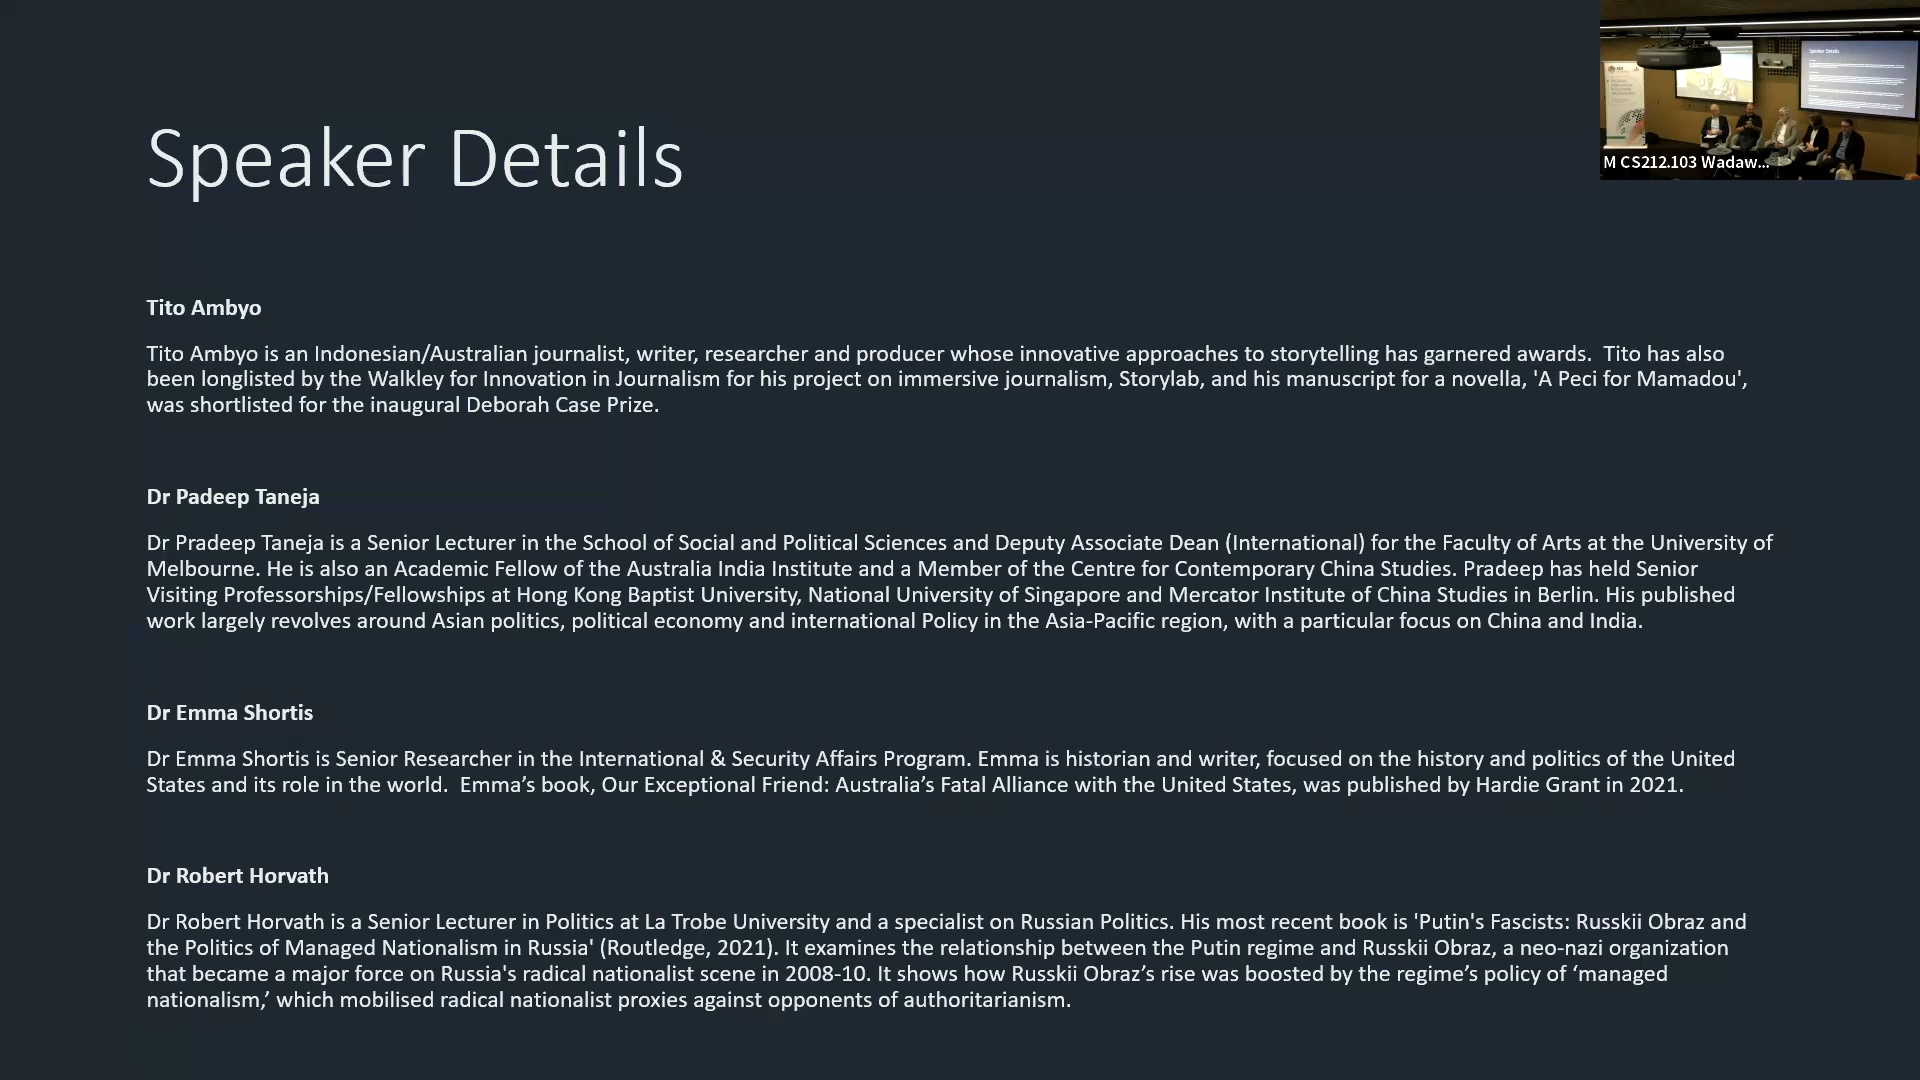 Speaker Details
M CS212.103 Wadaw...
Speaker Details
Tito Ambyo
Tito Ambyo is an Indonesian/Australian journalist, writer, researcher and producer whose innovative approaches to storytelling has garnered awards.  Tito has also
been longlisted by the Walkley for Innovation in Journalism for his project on immersive journalism, Storylab, and his manuscript for a novella, 'A Peci for Mamadou',
was shortlisted for the inaugural Deborah Case Prize.
Dr Padeep Taneja
Dr Pradeep Taneja is a Senior Lecturer in the School of Social and Political Sciences and Deputy Associate Dean (International) for the Faculty of Arts at the University of
Melbourne. He is also an Academic Fellow of the Australia India Institute and a Member of the Centre for Contemporary China Studies. Pradeep has held Senior
Visiting Professorships/Fellowships at Hong Kong Baptist University, National University of Singapore and Mercator Institute of China Studies in Berlin. His published
work largely revolves around Asian politics, political economy and international Policy in the Asia-Pacific region, with a particular focus on China and India.
Dr Emma Shortis
Dr Emma Shortis is Senior Researcher in the International & Security Affairs Program. Emma is historian and writer, focused on the history and politics of the United
States and its role in the world.  Emma’s book, Our Exceptional Friend: Australia’s Fatal Alliance with the United States, was published by Hardie Grant in 2021.
Dr Robert Horvath
Dr Robert Horvath is a Senior Lecturer in Politics at La Trobe University and a specialist on Russian Politics. His most recent book is 'Putin's Fascists: Russkii Obraz and
the Politics of Managed Nationalism in Russia' (Routledge, 2021). It examines the relationship between the Putin regime and Russkii Obraz, a neo-nazi organization
that became a major force on Russia's radical nationalist scene in 2008-10. It shows how Russkii Obraz’s rise was boosted by the regime’s policy of ‘managed
nationalism,’ which mobilised radical nationalist proxies against opponents of authoritarianism.